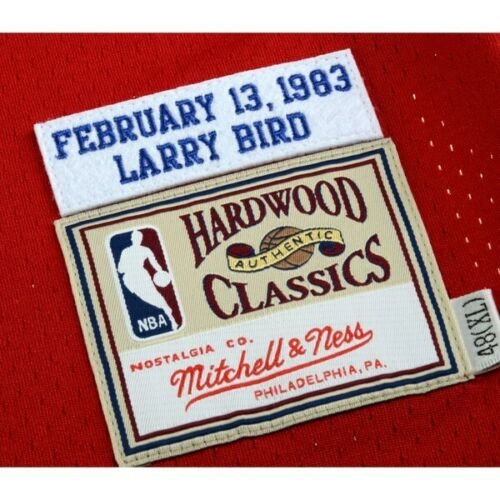 FEBRUARY 13, 1983
LARRY BIRD
HARDWOOD
AUTHENTIC
CLASSICS
NBA
NOSTALGIA CO.
Mitchell & Ness
PHILADELPHIA, PA.
48(XL)